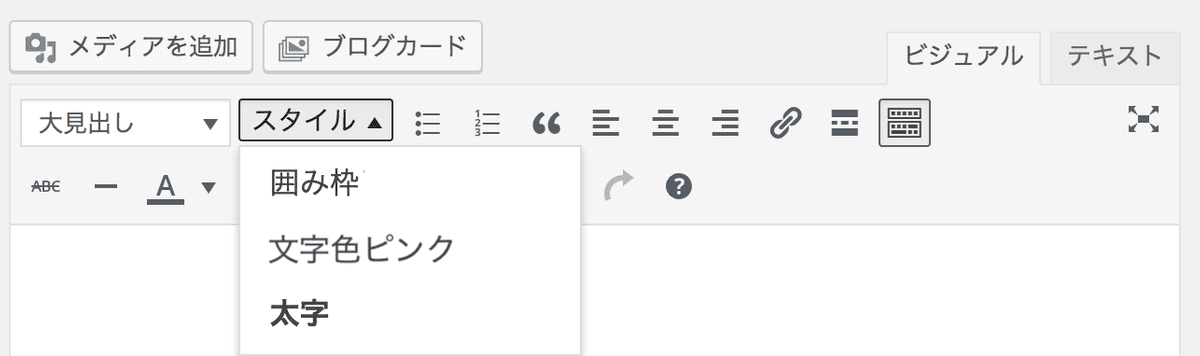 メディアを追加 ブログカード
ビジュアル テキスト
大見出し スタイル
ABC A
囲み枠
文字色ピンク
太字